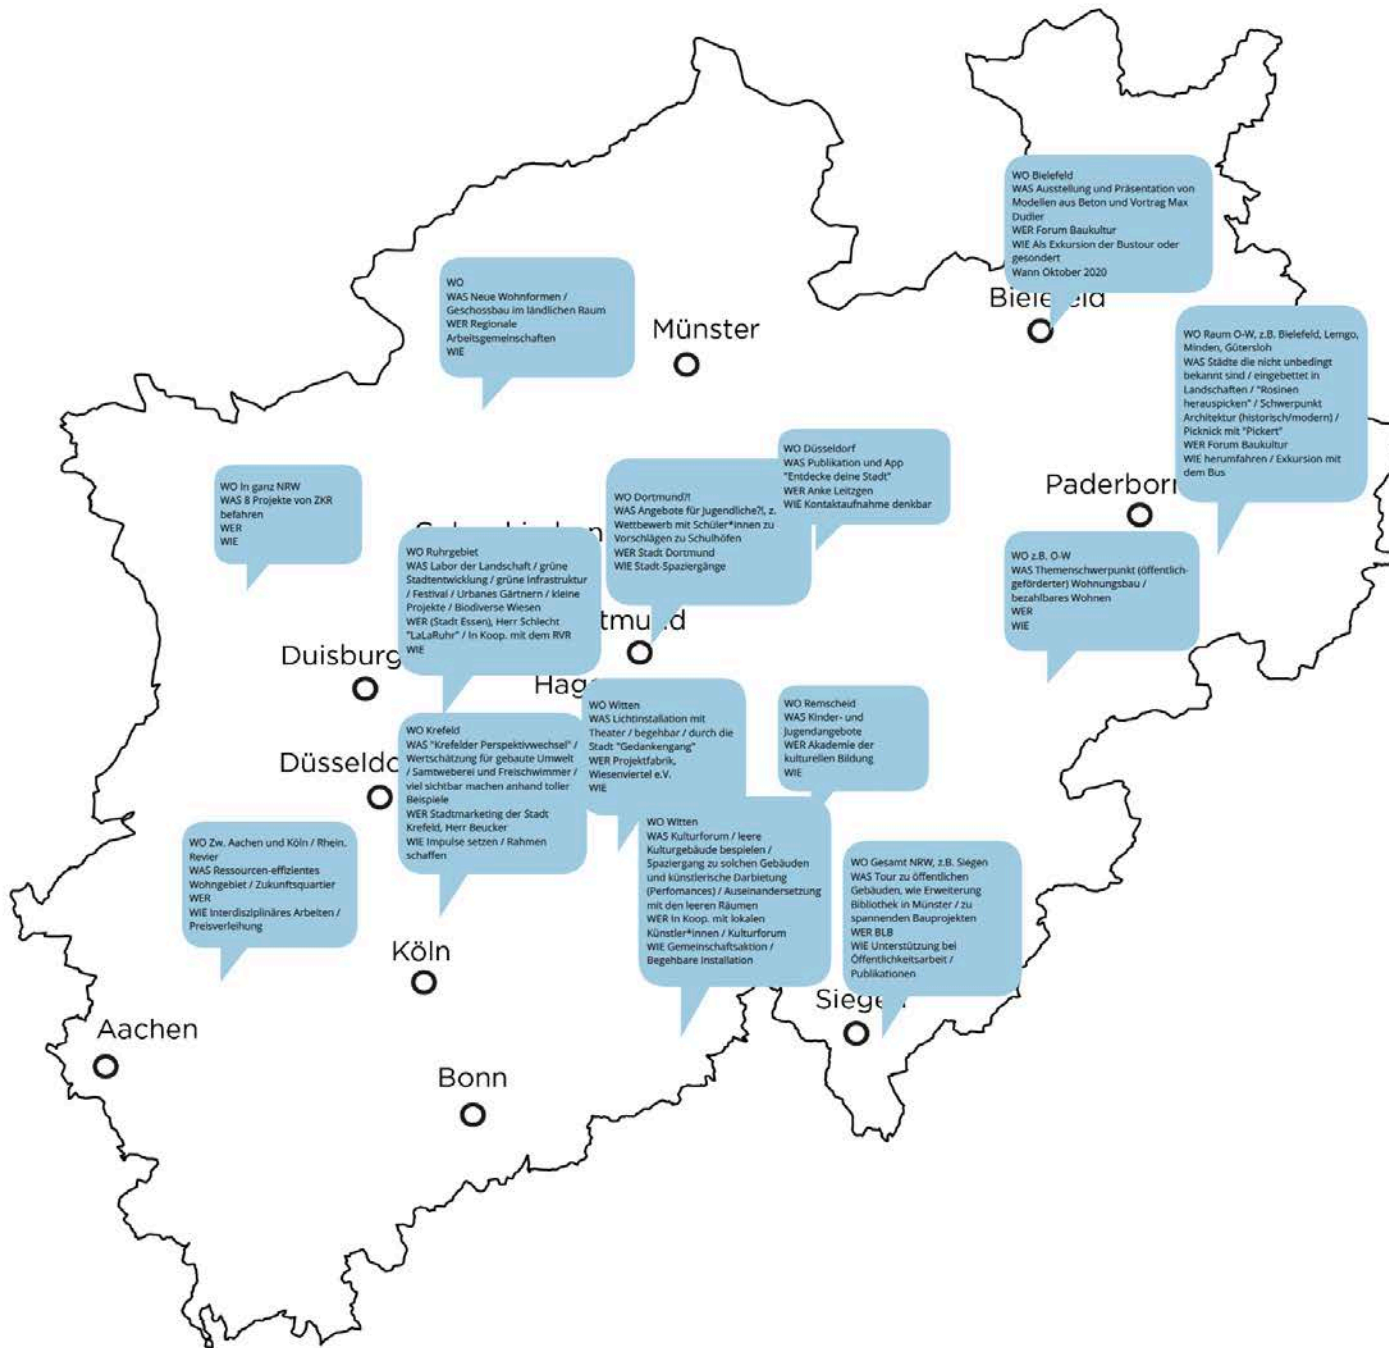 WO Bielefeld
WAS Ausstellung und Präsentation von
Modellen aus Beton und Vortrag Max
Dudler
WER Forum Baukultur
WIE Als Exkursion der Bustour oder
gesondert
Wann Oktober 2020
Bielefeld
WO
WAS Neue Wohnformen /
Geschossbau im ländlichen Raum
WER Regionale
Arbeitsgemeinschaften
WIE
Münster
WO Raum O-W, z.B. Bielefeld, Lemgo,
Minden, Gütersloh
WAS Städte die nicht unbedingt
bekannt sind / eingebettet in
Landschaften / "Rosinen
herauspicken" / Schwerpunkt
Architektur (historisch/modern) /
Picknick mit "Pickert"
WER Forum Baukultur
WIE herumfahren / Exkursion mit
dem Bus
WO Düsseldorf
WAS Publikation und App
"Entdecke deine Stadt"
WER Anke Leitzgen
WIE Kontaktaufnahme denkbar
WO In ganz NRW
WAS 8 Projekte von ZKR
befahren
WER
WIE
WO Dortmund?!
WAS Angebote für Jugendliche?!, z.
Wettbewerb mit Schüler*innen zu
Vorschlägen zu Schulhöfen
WER Stadt Dortmund
WIE Stadt-Spaziergänge
Paderborn
WO Ruhrgebiet
WAS Labor der Landschaft / grüne
Stadtentwicklung / grüne Infrastruktur
/ Festival / Urbanes Gärtnern / kleine
Projekte / Biodiverse Wiesen
WER (Stadt Essen), Herr Schlecht
"LaLaRuhr" / In Koop. mit dem RVR
WIE
WO z.B. O-W
WAS Themenschwerpunkt (öffentlich-
geförderter) Wohnungsbau /
bezahlbares Wohnen
WER
WIE
tmund
Duisburg
Hag
WO Witten
WAS Lichtinstallation mit
Theater / begehbar / durch die
Stadt "Gedankengang"
WER Projektfabrik,
Wiesenviertel e.V.
WIE
WO Remscheid
WAS Kinder- und
Jugendangebote
WER Akademie der
kulturellen Bildung
WIE
WO Krefeld
WAS "Krefelder Perspektivwechsel" /
Wertschätzung für gebaute Umwelt
/ Samtweberei und Freischwimmer /
viel sichtbar machen anhand toller
Beispiele
WER Stadtmarketing der Stadt
Krefeld, Herr Beucker
WIE Impulse setzen / Rahmen
schaffen
Düsseldo
WO Witten
WAS Kulturforum / leere
Kulturgebäude bespielen /
Spaziergang zu solchen Gebäuden
und künstlerische Darbietung
(Perfomances) / Auseinandersetzung
mit den leeren Räumen
WER In Koop. mit lokalen
Künstler*innen / Kulturforum
WIE Gemeinschaftsaktion /
Begehbare Installation
WO Zw. Aachen und Köln / Rhein.
Revier
WAS Ressourcen-effizientes
Wohngebiet / Zukunftsquartier
WER
WIE Interdisziplinäres Arbeiten /
Preisverleihung
WO Gesamt NRW, z.B. Siegen
WAS Tour zu öffentlichen
Gebäuden, wie Erweiterung
Bibliothek in Münster / zu
spannenden Bauprojekten
WER BLB
WIE Unterstützung bei
Öffentlichkeitsarbeit /
Publikationen
Köln
Siegen
Aachen
Bonn